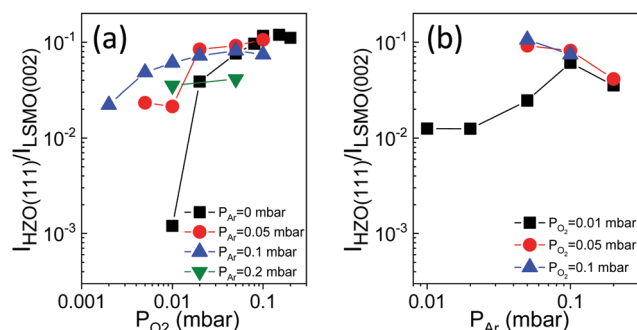 (a)
I_HZO(111)/I_LSMO(002)
10^-1
10^-2
10^-3
0.001 0.01 0.1
P_O2 (mbar)
P_Ar=0 mbar
P_Ar=0.05 mbar
P_Ar=0.1 mbar
P_Ar=0.2 mbar
(b)
I_HZO(111)/I_LSMO(002)
10^-1
10^-2
10^-3
0.01 0.1
P_Ar (mbar)
P_O2=0.01 mbar
P_O2=0.05 mbar
P_O2=0.1 mbar